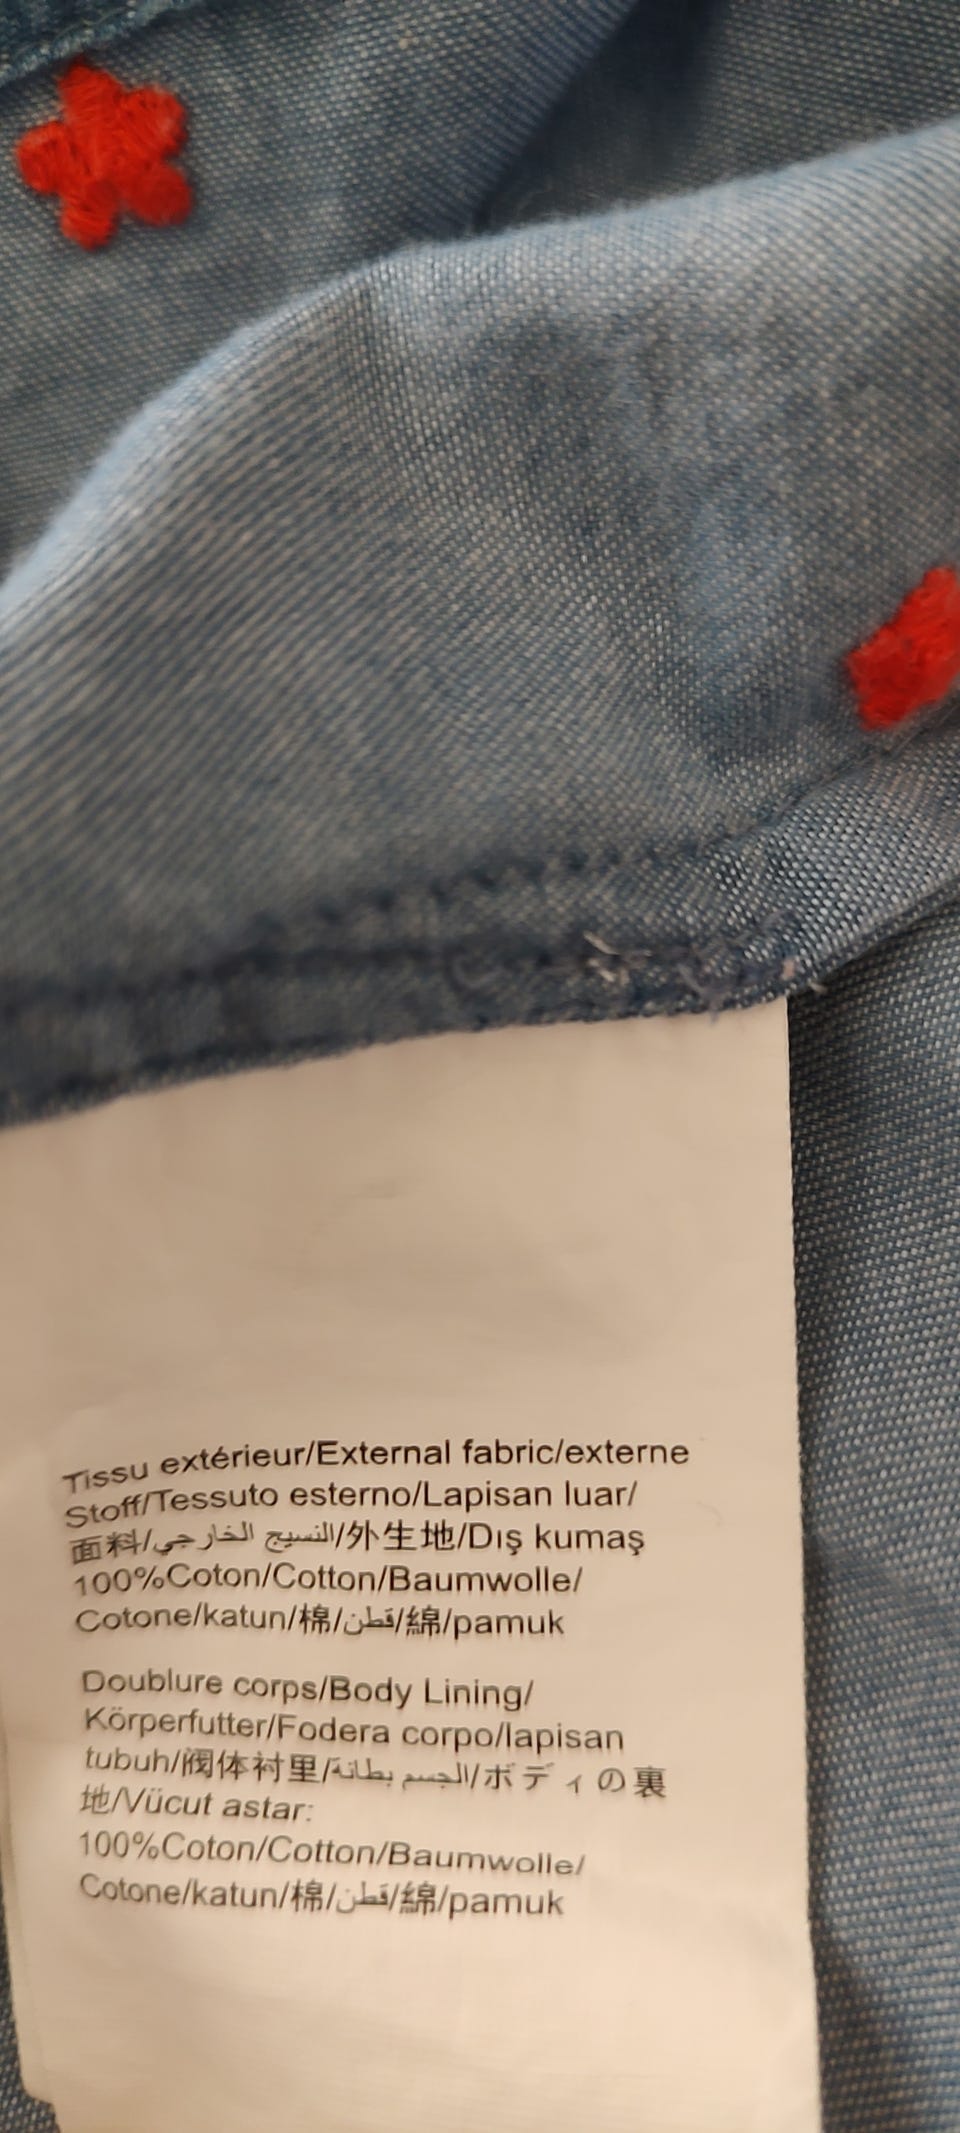 Tissu extérieur/External fabric/externe
Stoff/Tessuto esterno/Lapisan luar/
面料/النسيج الخارجي/外生地/Dış kumaş
100%Coton/Cotton/Baumwolle/
Cotone/katun/棉/قطن/綿/pamuk
Doublure corps/Body Lining/
Körperfutter/Fodera corpo/lapisan
tubuh/阀体衬里/الجسم بطانة/ボディの裏
地/Vücut astar:
100%Coton/Cotton/Baumwolle/
Cotone/katun/棉/قطن/綿/pamuk